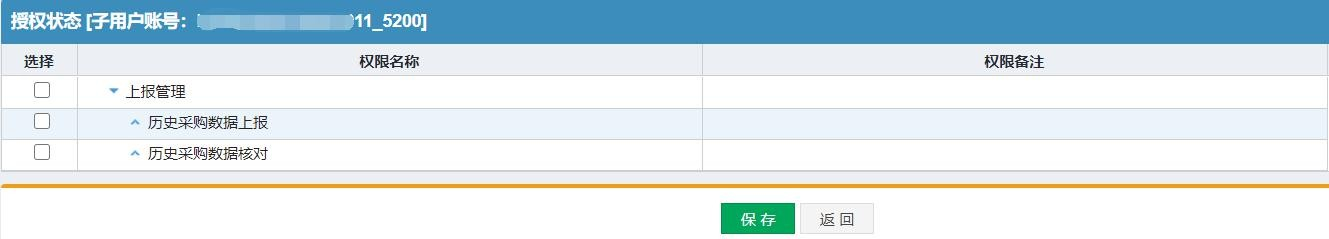 授权状态 [子用户账号：011_5200]
选择 权限名称 权限备注
上报管理
历史采购数据上报
历史采购数据核对
保存 返回